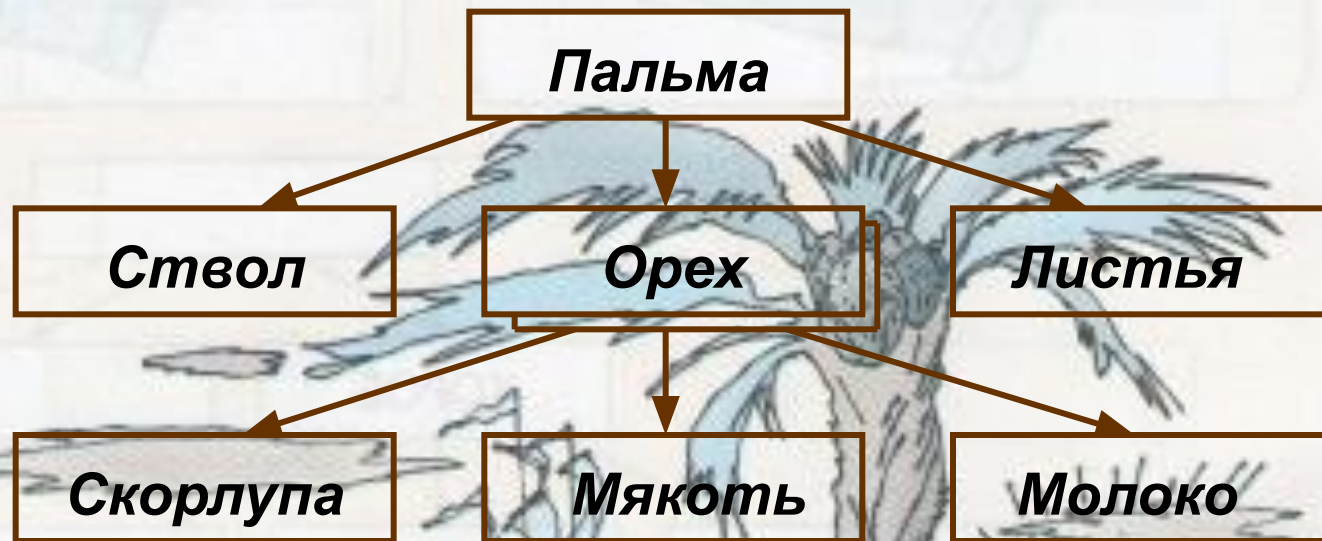 Пальма
Ствол
Орех
Листья
Скорлупа
Мякоть
Молоко